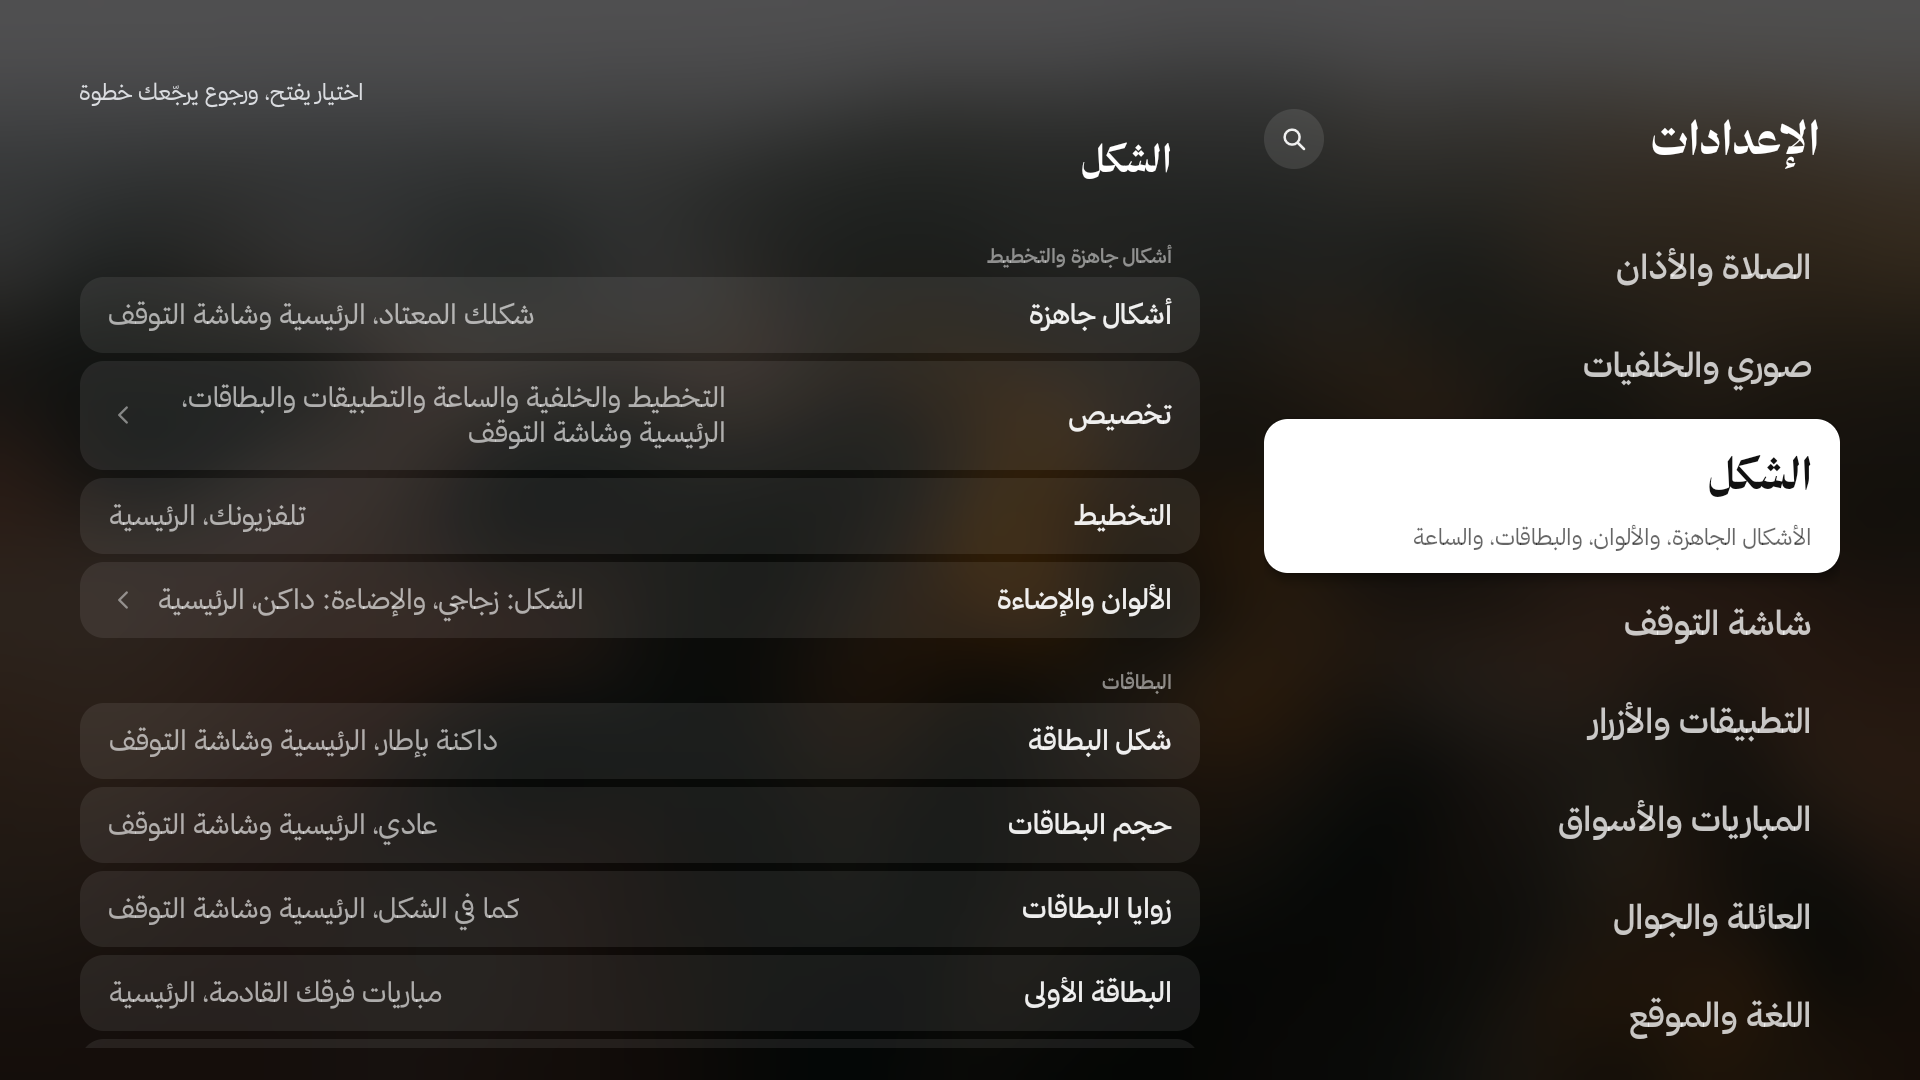 الإعدادات
الصلاة والأذان
صوري والخلفيات
الشكل
الأشكال الجاهزة، والألوان، والبطاقات، والساعة
شاشة التوقف
التطبيقات والأزرار
المباريات والأسواق
العائلة والجوال
اللغة والموقع
اختيار يفتح، ورجوع يرجّعك خطوة
الشكل
أشكال جاهزة والتخطيط
أشكال جاهزة
شكلك المعتاد، الرئيسية وشاشة التوقف
تخصيص
التخطيط والخلفية والساعة والتطبيقات والبطاقات،
الرئيسية وشاشة التوقف
التخطيط
تلفزيونك، الرئيسية
الألوان والإضاءة
الشكل: زجاجي، والإضاءة: داكن، الرئيسية
البطاقات
شكل البطاقة
داكنة بإطار، الرئيسية وشاشة التوقف
حجم البطاقات
عادي، الرئيسية وشاشة التوقف
زوايا البطاقات
كما في الشكل، الرئيسية وشاشة التوقف
البطاقة الأولى
مباريات فرقك القادمة، الرئيسية